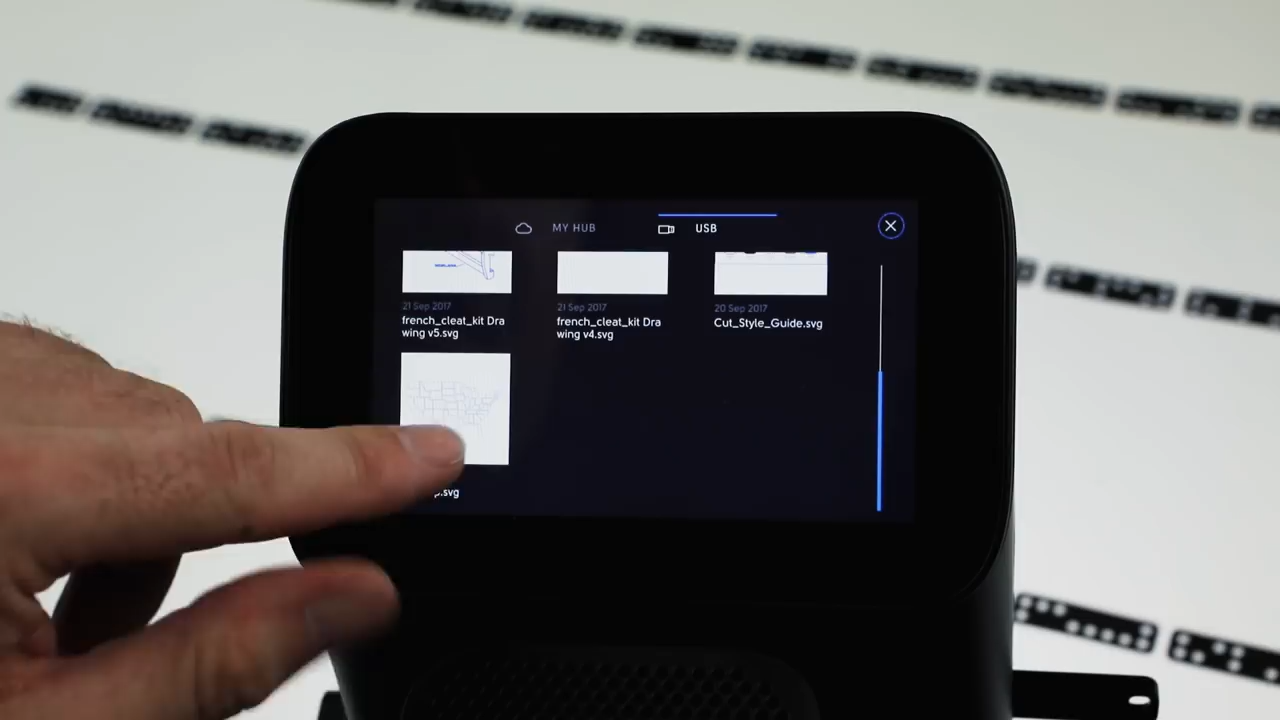 MY HUB
USB
21 Sep 2017
french_cleat_kit Dra
wing v5.svg
21 Sep 2017
french_cleat_kit Dra
wing v4.svg
20 Sep 2017
Cut_Style_Guide.svg
p.svg